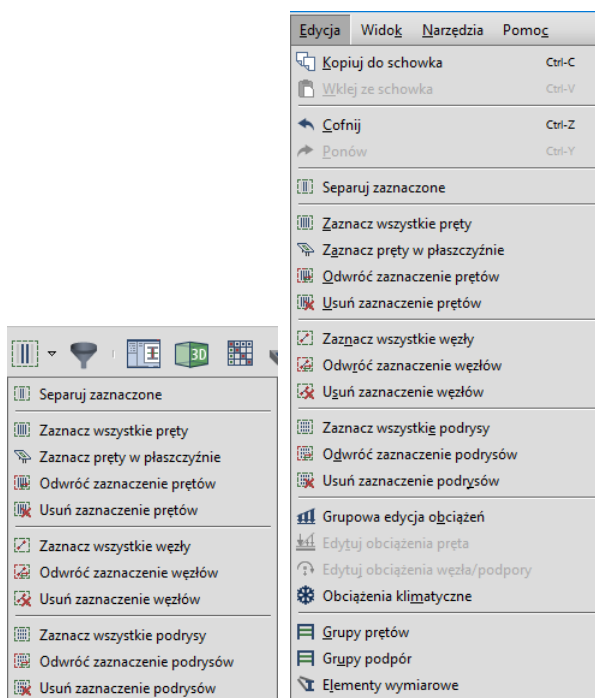 Edycja Widok Narzędzia Pomoc
Kopiuj do schowka Ctrl-C
Wklej ze schowka Ctrl-V
Cofnij Ctrl-Z
Ponów Ctrl-Y
Separuj zaznaczone
Zaznacz wszystkie pręty
Zaznacz pręty w płaszczyźnie
Odwróć zaznaczenie prętów
Usuń zaznaczenie prętów
Zaznacz wszystkie węzły
Odwróć zaznaczenie węzłów
Usuń zaznaczenie węzłów
Zaznacz wszystkie podrysy
Odwróć zaznaczenie podrysów
Usuń zaznaczenie podrysów
Grupowa edycja obciążeń
Edytuj obciążenia pręta
Edytuj obciążenia węzła/podpory
Obciążenia klimatyczne
Grupy prętów
Grupy podpór
Elementy wymiarowe
3D
Separuj zaznaczone
Zaznacz wszystkie pręty
Zaznacz pręty w płaszczyźnie
Odwróć zaznaczenie prętów
Usuń zaznaczenie prętów
Zaznacz wszystkie węzły
Odwróć zaznaczenie węzłów
Usuń zaznaczenie węzłów
Zaznacz wszystkie podrysy
Odwróć zaznaczenie podrysów
Usuń zaznaczenie podrysów